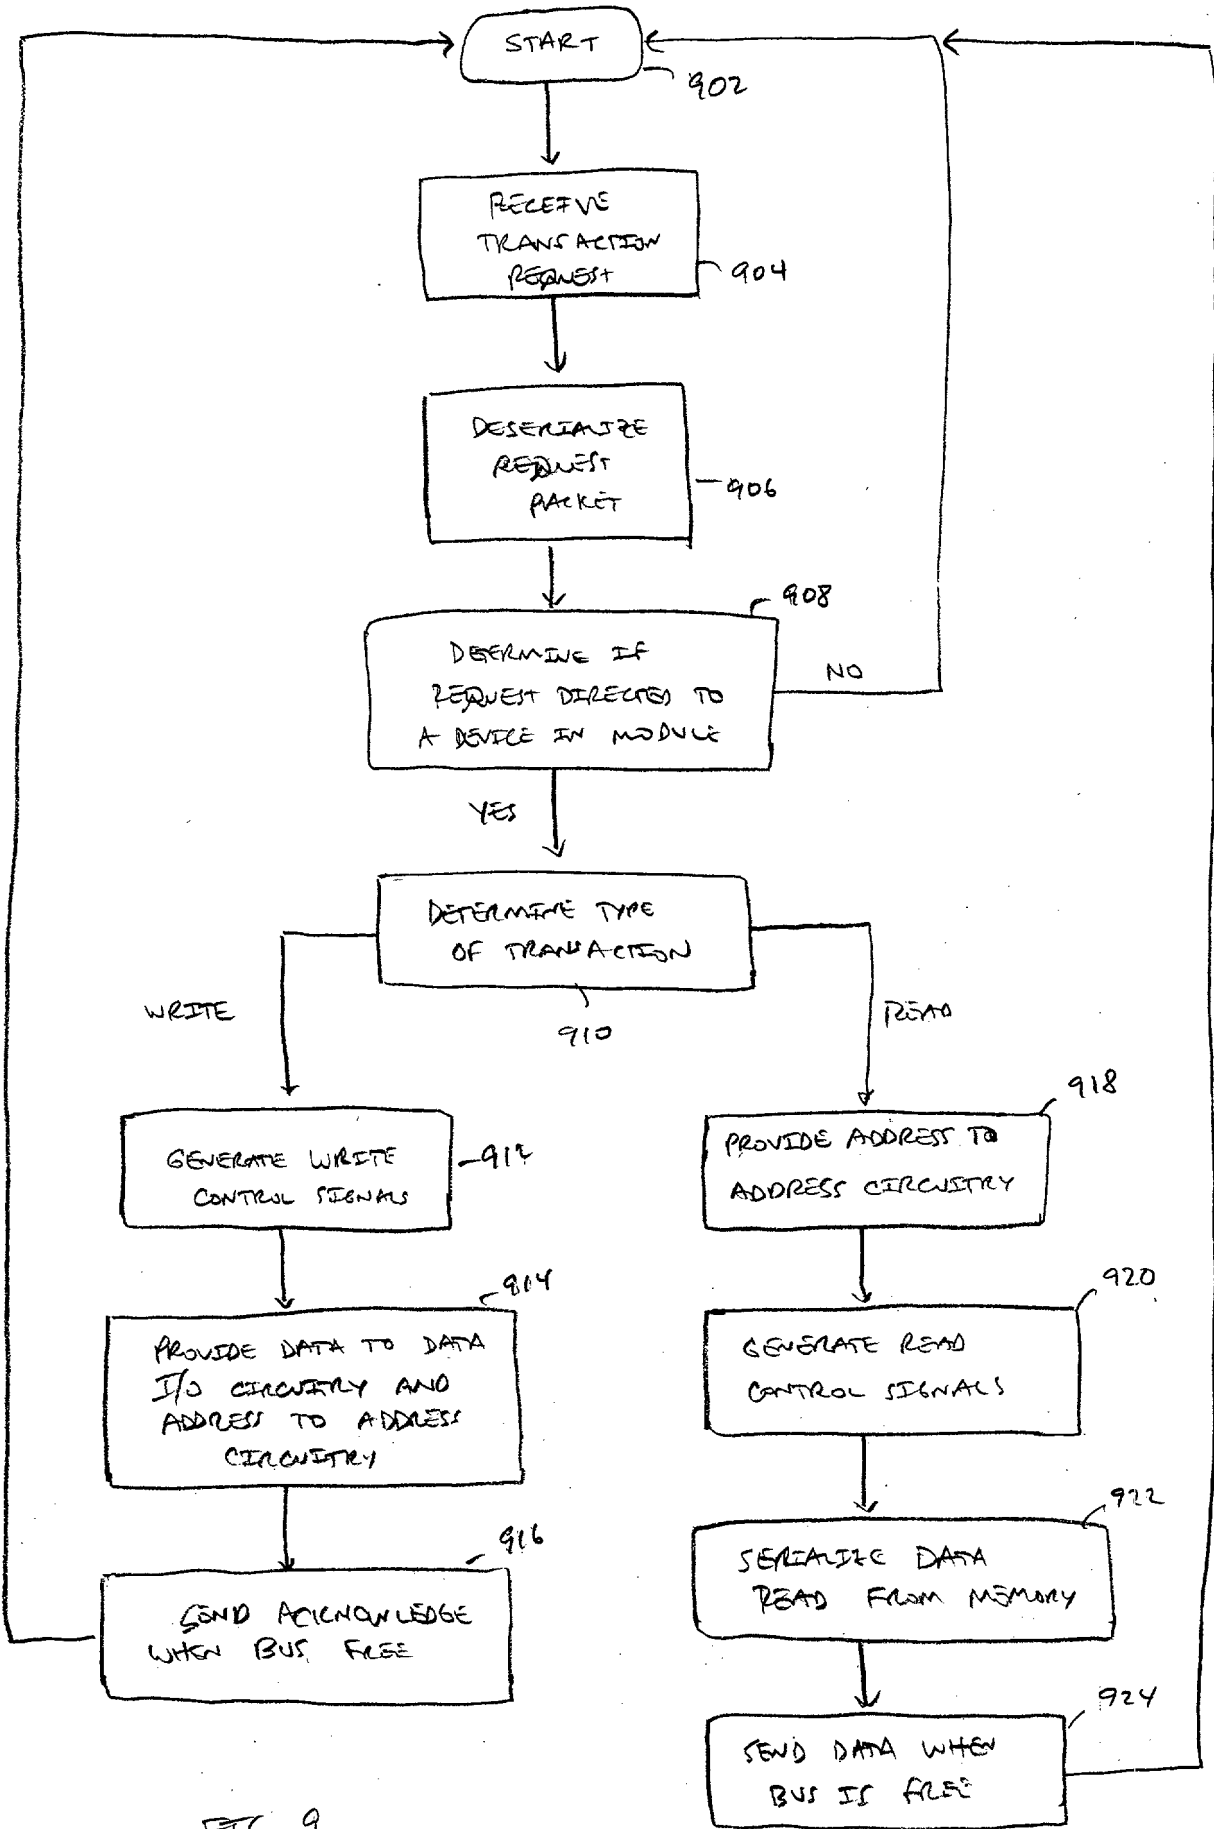 START
902
RECEIVE
TRANSACTION
REQUEST
904
DESERIALIZE
REQUEST
PACKET
906
908
DETERMINE IF
REQUEST DIRECTED TO
A DEVICE IN MODULE
NO
YES
DETERMINE TYPE
OF TRANSACTION
910
WRITE
READ
GENERATE WRITE
CONTROL SIGNALS
912
918
PROVIDE ADDRESS TO
ADDRESS CIRCUITRY
914
PROVIDE DATA TO DATA
I/O CIRCUITRY AND
ADDRESS TO ADDRESS
CIRCUITRY
920
GENERATE READ
CONTROL SIGNALS
916
SEND ACKNOWLEDGE
WHEN BUS FREE
922
SERIALIZE DATA
READ FROM MEMORY
924
SEND DATA WHEN
BUS IS FREE
FIG 9